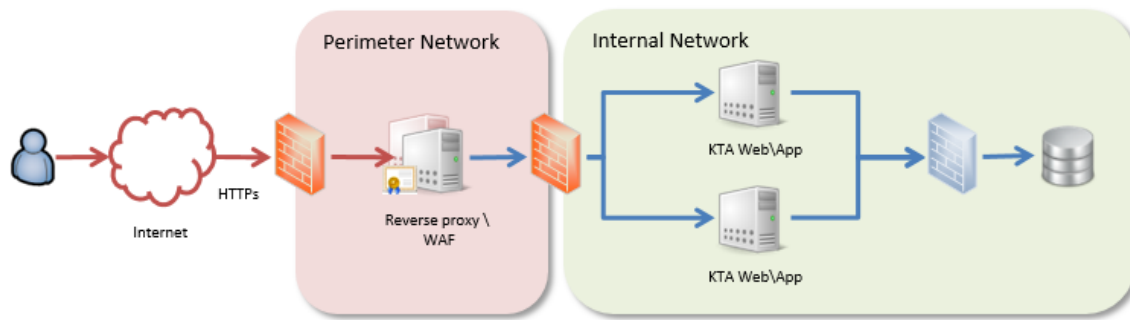 Perimeter Network
Internal Network
HTTPs
Internet
Reverse proxy \
WAF
KTA Web\App
KTA Web\App